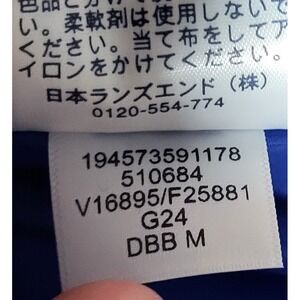 色品と分けて
い。柔軟剤は使用しないで
ください。当て布をしてア
イロンをかけてください。
日本ランズエンド（株）
0120-554-774
194573591178
510684
V16895/F25881
G24
DBB M